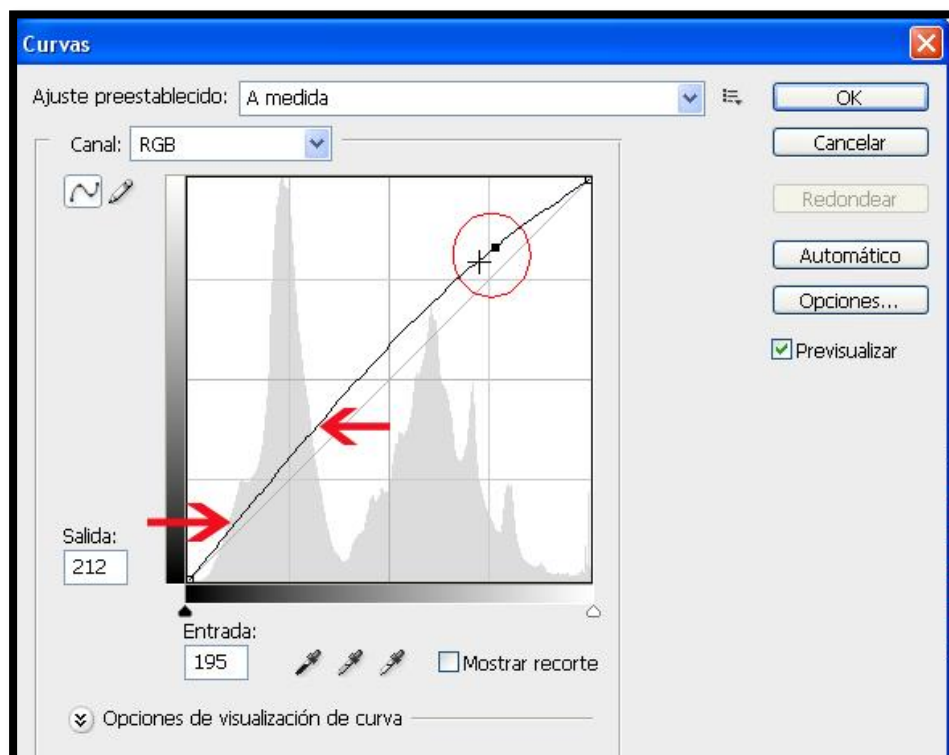 Curvas
Ajuste preestablecido: A medida
OK
Canal: RGB
Cancelar
Redondear
Automático
Opciones...
Previsualizar
Salida:
212
Entrada:
195
Mostrar recorte
Opciones de visualización de curva